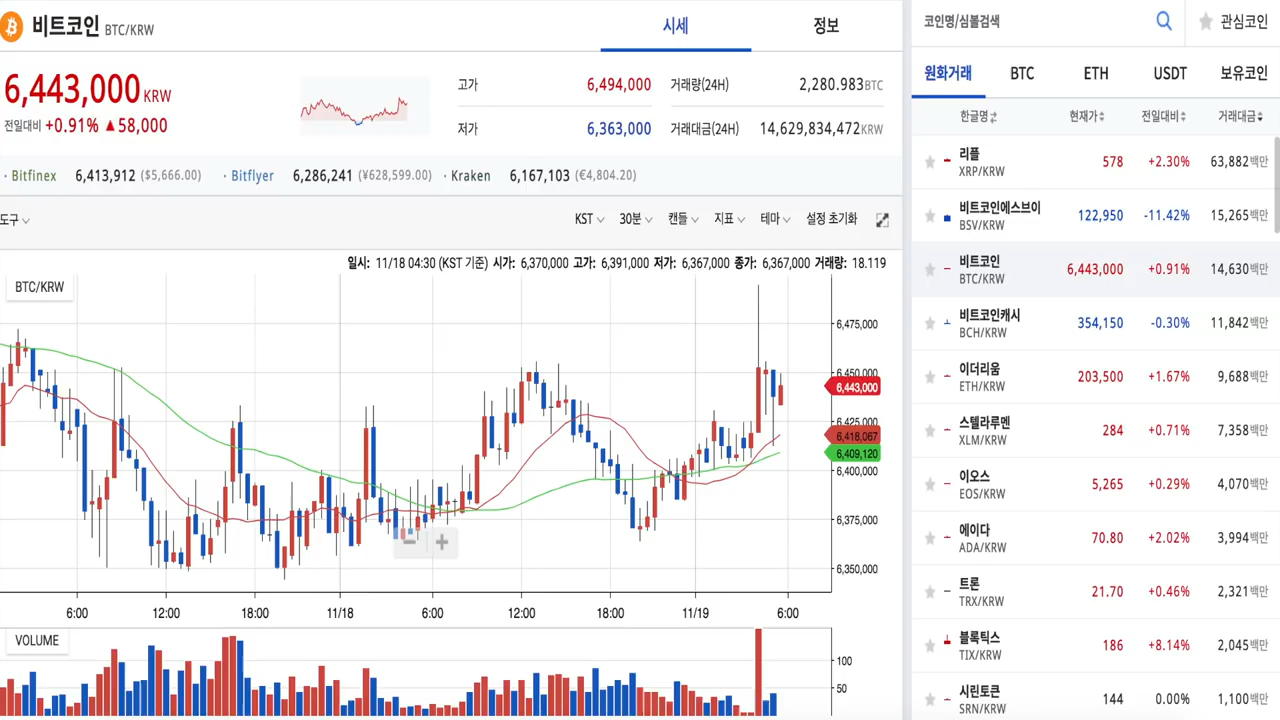 비트코인 BTC/KRW
시세
정보
6,443,000 KRW
전일대비 +0.91% ▲58,000
고가 6,494,000
거래량(24H) 2,280.983BTC
저가 6,363,000
거래대금(24H) 14,629,834,472KRW
· Bitfinex 6,413,912 ($5,666.00) · Bitflyer 6,286,241 (¥628,599.00) · Kraken 6,167,103 (€4,804.20)
도구
KST 30분 캔들 지표 테마 설정 초기화
일시: 11/18 04:30 (KST 기준) 시가: 6,370,000 고가: 6,391,000 저가: 6,367,000 종가: 6,367,000 거래량: 18.119
BTC/KRW
6,475,000
6,450,000
6,443,000
6,425,000
6,418,067
6,409,120
6,400,000
6,375,000
6,350,000
− +
6:00 12:00 18:00 11/18 6:00 12:00 18:00 11/19 6:00
VOLUME
100
50
코인명/심볼검색
관심코인
원화거래 BTC ETH USDT 보유코인
한글명 현재가 전일대비 거래대금
리플 578 +2.30% 63,882백만
XRP/KRW
비트코인에스브이 122,950 -11.42% 15,265백만
BSV/KRW
비트코인 6,443,000 +0.91% 14,630백만
BTC/KRW
비트코인캐시 354,150 -0.30% 11,842백만
BCH/KRW
이더리움 203,500 +1.67% 9,688백만
ETH/KRW
스텔라루멘 284 +0.71% 7,358백만
XLM/KRW
이오스 5,265 +0.29% 4,070백만
EOS/KRW
에이다 70.80 +2.02% 3,994백만
ADA/KRW
트론 21.70 +0.46% 2,321백만
TRX/KRW
블록틱스 186 +8.14% 2,045백만
TIX/KRW
시린토큰 144 0.00% 1,100백만
SRN/KRW